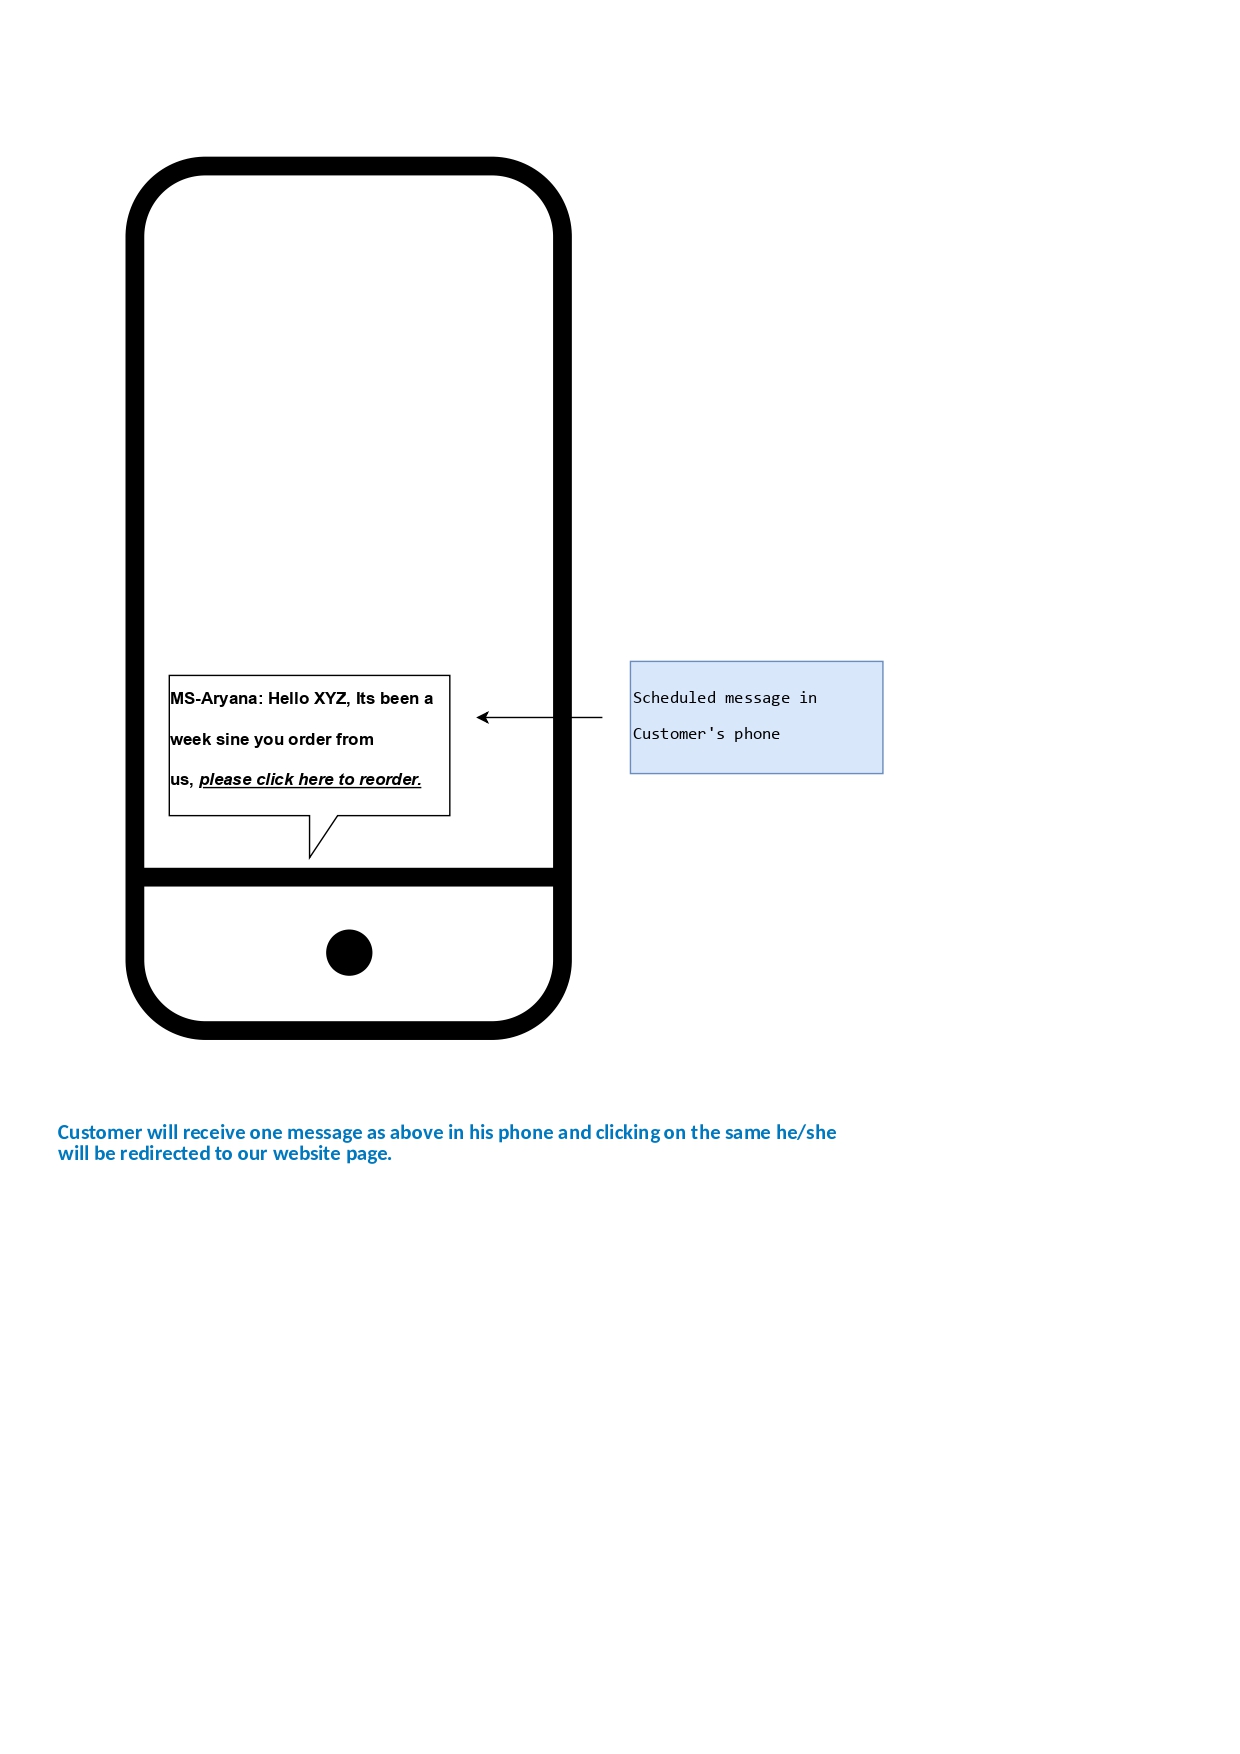 MS-Aryana: Hello XYZ, Its been a
week sine you order from
us, please click here to reorder.
Scheduled message in
Customer's phone
Customer will receive one message as above in his phone and clicking on the same he/she
will be redirected to our website page.